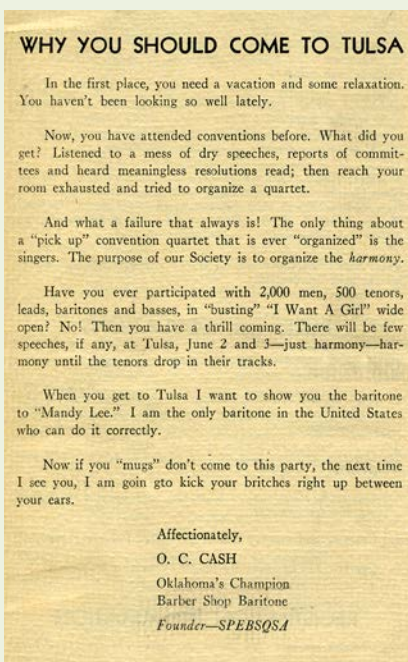 WHY YOU SHOULD COME TO TULSA
In the first place, you need a vacation and some relaxation.
You haven't been looking so well lately.
Now, you have attended conventions before. What did you
get? Listened to a mess of dry speeches, reports of commit-
tees and heard meaningless resolutions read; then reach your
room exhausted and tried to organize a quartet.
And what a failure that always is! The only thing about
a "pick up" convention quartet that is ever "organized" is the
singers. The purpose of our Society is to organize the harmony.
Have you ever participated with 2,000 men, 500 tenors,
leads, baritones and basses, in "busting" "I Want A Girl" wide
open? No! Then you have a thrill coming. There will be few
speeches, if any, at Tulsa, June 2 and 3—just harmony—har-
mony until the tenors drop in their tracks.
When you get to Tulsa I want to show you the baritone
to "Mandy Lee." I am the only baritone in the United States
who can do it correctly.
Now if you "mugs" don't come to this party, the next time
I see you, I am goin gto kick your britches right up between
your ears.
Affectionately,
O. C. CASH
Oklahoma's Champion
Barber Shop Baritone
Founder—SPEBSQSA